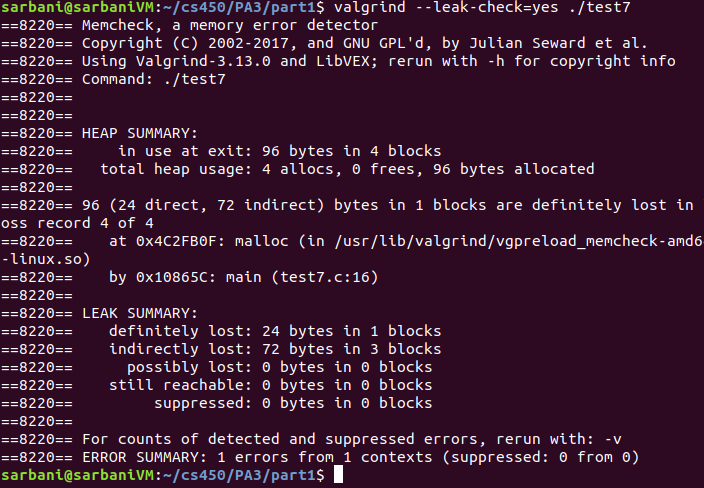 sarbani@sarbaniVM:~/cs450/PA3/part1$ valgrind --leak-check=yes ./test7
==8220== Memcheck, a memory error detector
==8220== Copyright (C) 2002-2017, and GNU GPL'd, by Julian Seward et al.
==8220== Using Valgrind-3.13.0 and LibVEX; rerun with -h for copyright info
==8220== Command: ./test7
==8220==
==8220==
==8220== HEAP SUMMARY:
==8220==     in use at exit: 96 bytes in 4 blocks
==8220==   total heap usage: 4 allocs, 0 frees, 96 bytes allocated
==8220==
==8220== 96 (24 direct, 72 indirect) bytes in 1 blocks are definitely lost in
oss record 4 of 4
==8220==    at 0x4C2FB0F: malloc (in /usr/lib/valgrind/vgpreload_memcheck-amd6
-linux.so)
==8220==    by 0x10865C: main (test7.c:16)
==8220==
==8220== LEAK SUMMARY:
==8220==    definitely lost: 24 bytes in 1 blocks
==8220==    indirectly lost: 72 bytes in 3 blocks
==8220==      possibly lost: 0 bytes in 0 blocks
==8220==    still reachable: 0 bytes in 0 blocks
==8220==         suppressed: 0 bytes in 0 blocks
==8220==
==8220== For counts of detected and suppressed errors, rerun with: -v
==8220== ERROR SUMMARY: 1 errors from 1 contexts (suppressed: 0 from 0)
sarbani@sarbaniVM:~/cs450/PA3/part1$